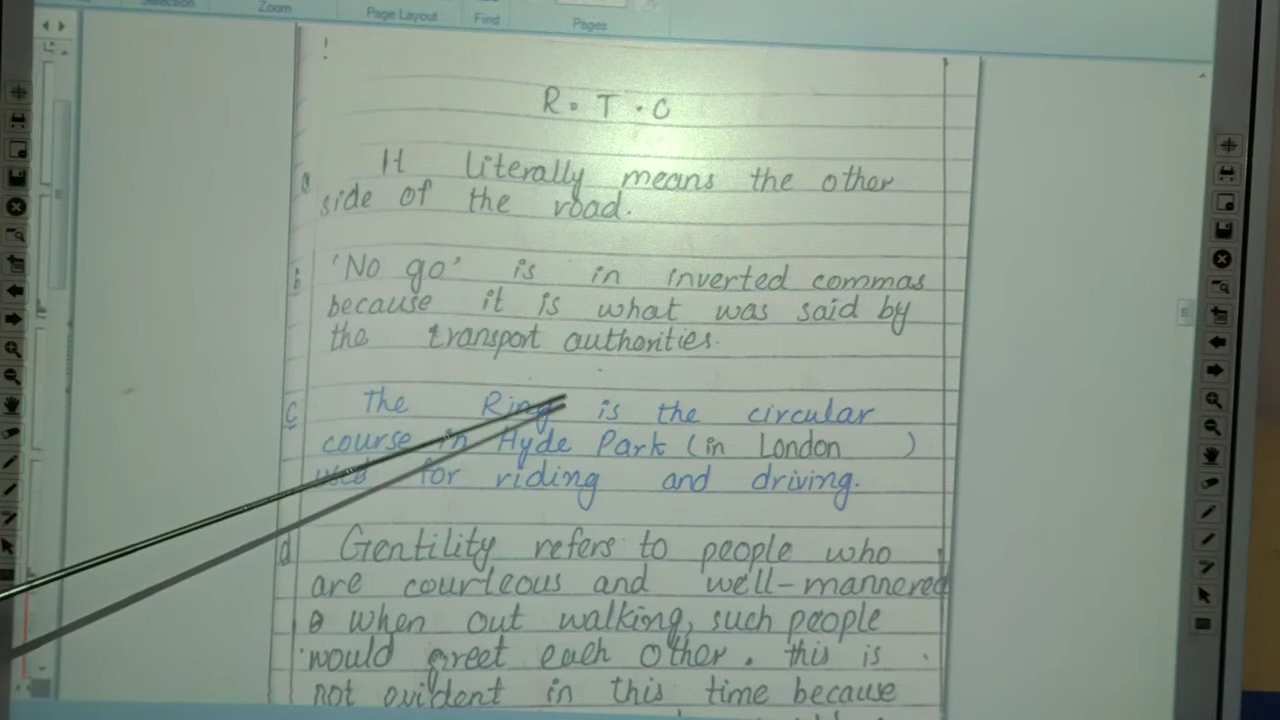 Selection
Zoom
Page Layout
Find
Pages
R. T. C
a It literally means the other
side of the road.
b 'No go' is in inverted commas
because it is what was said by
the transport authorities.
c The Ring is the circular
course in Hyde Park (in London )
used for riding and driving.
d Gentility refers to people who
are courteous and well-mannered
when out walking, such people
would greet each other. this is
not evident in this time because